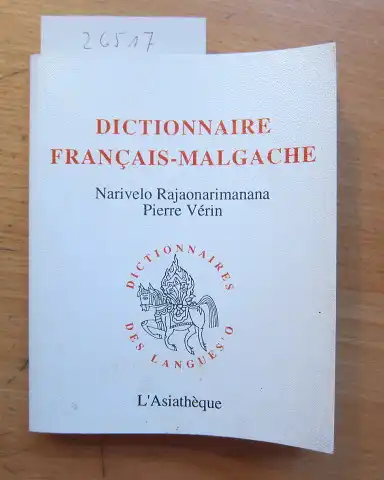 26517
DICTIONNAIRE
FRANÇAIS-MALGACHE
Narivelo Rajaonarimanana
Pierre Vérin
DICTIONNAIRES
DES LANGUES'O
L'Asiathèque